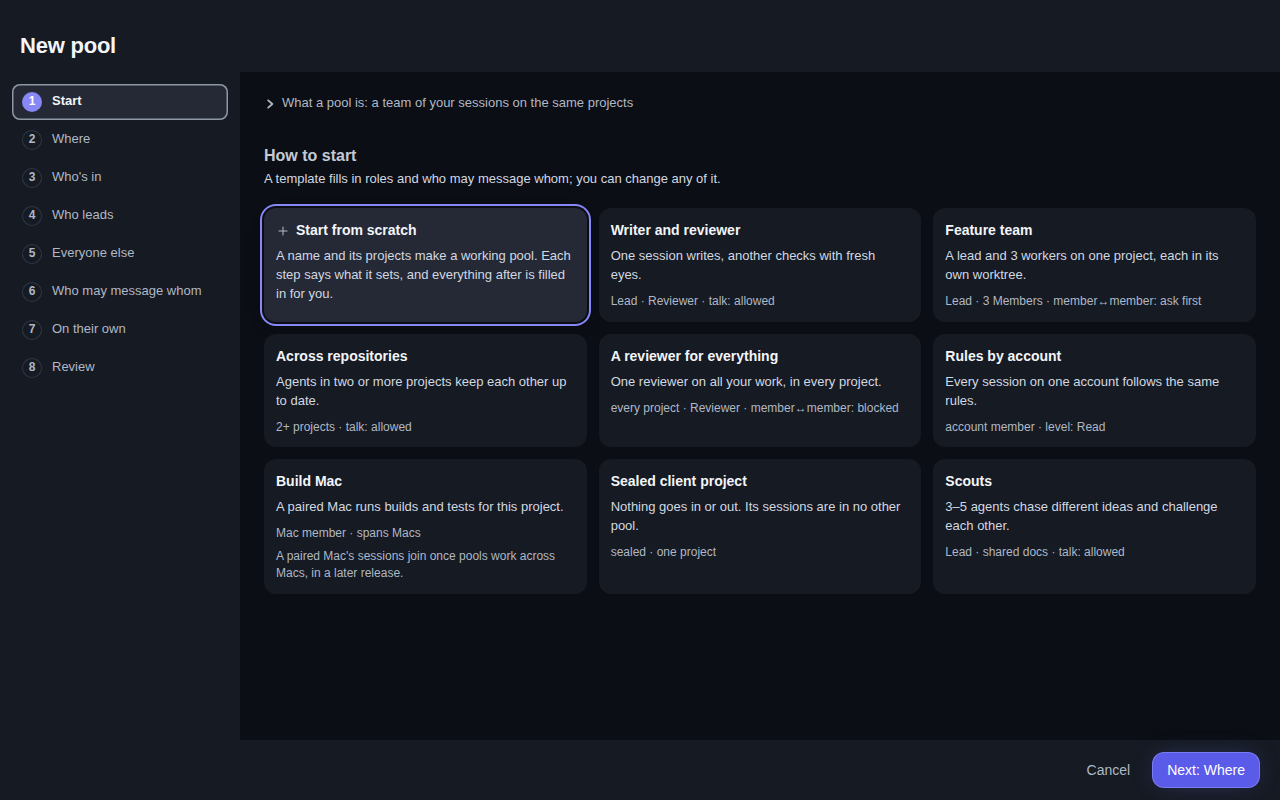 New pool
1 Start
2 Where
3 Who's in
4 Who leads
5 Everyone else
6 Who may message whom
7 On their own
8 Review
What a pool is: a team of your sessions on the same projects
How to start
A template fills in roles and who may message whom; you can change any of it.
+ Start from scratch
A name and its projects make a working pool. Each
step says what it sets, and everything after is filled
in for you.
Writer and reviewer
One session writes, another checks with fresh
eyes.
Lead · Reviewer · talk: allowed
Feature team
A lead and 3 workers on one project, each in its
own worktree.
Lead · 3 Members · member↔member: ask first
Across repositories
Agents in two or more projects keep each other up
to date.
2+ projects · talk: allowed
A reviewer for everything
One reviewer on all your work, in every project.
every project · Reviewer · member↔member: blocked
Rules by account
Every session on one account follows the same
rules.
account member · level: Read
Build Mac
A paired Mac runs builds and tests for this project.
Mac member · spans Macs
A paired Mac's sessions join once pools work across
Macs, in a later release.
Sealed client project
Nothing goes in or out. Its sessions are in no other
pool.
sealed · one project
Scouts
3–5 agents chase different ideas and challenge
each other.
Lead · shared docs · talk: allowed
Cancel
Next: Where